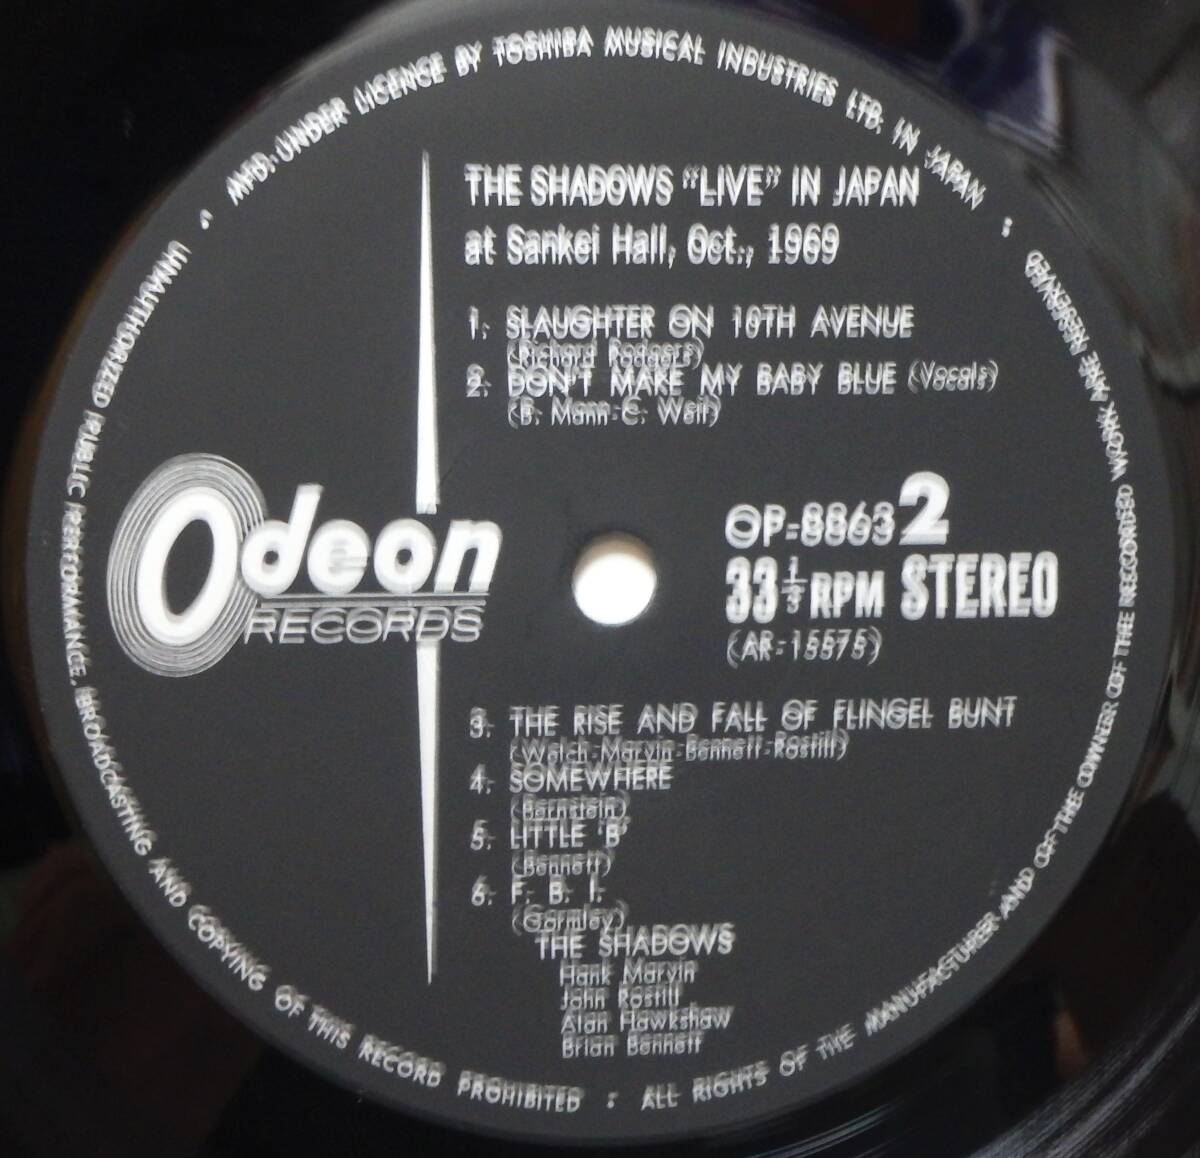 MFD. UNDER LICENCE BY TOSHIBA MUSICAL INDUSTRIES LTD. IN JAPAN
THE SHADOWS "LIVE" IN JAPAN
at Sankei Hall, Oct., 1969
1. SLAUGHTER ON 10TH AVENUE
(Richard Rodgers)
2. DON'T MAKE MY BABY BLUE (Vocals)
(B. Mann-C. Weil)
Odeon
RECORDS
OP-8863 2
33 1/3 RPM STEREO
(AR-15575)
3. THE RISE AND FALL OF FLINGEL BUNT
(Welch-Marvin-Bennett-Rostill)
4. SOMEWHERE
(Bernstein)
5. LITTLE "B"
(Bennett)
6. F. B. I.
(Gormley)
THE SHADOWS
Hank Marvin
John Rostill
Alan Hawkshaw
Brian Bennett
ALL RIGHTS OF THE MANUFACTURER AND OF THE OWNER OF THE RECORDED WORK ARE RESERVED
UNAUTHORIZED PUBLIC PERFORMANCE, BROADCASTING AND COPYING OF THIS RECORD PROHIBITED :